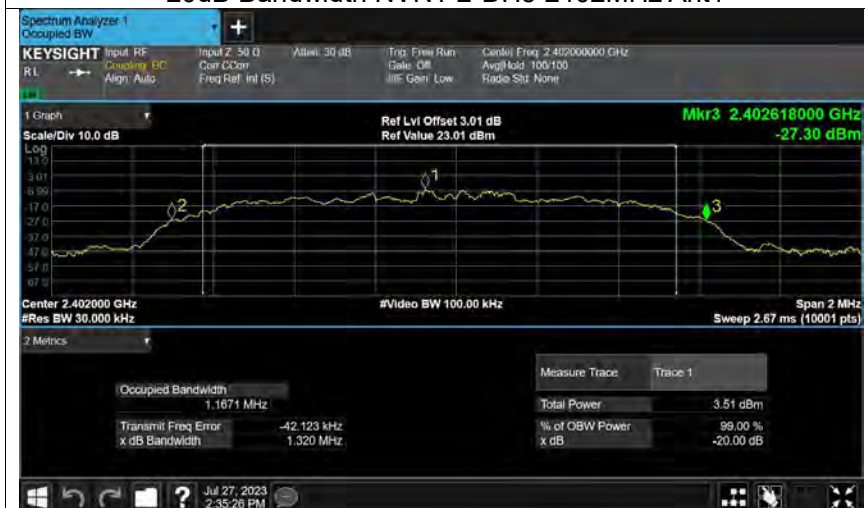 Spectrum Analyzer 1
Occupied BW
+
KEYSIGHT Input: RF Input Z: 50 Ω Atten: 30 dB Trig: Free Run Center Freq: 2.402000000 GHz
RL Coupling: DC Corr CCorr Gate: Off Avg|Hold: 100/100
Align: Auto Freq Ref: Int (S) #IF Gain: Low Radio Std: None
1 Graph
Ref Lvl Offset 3.01 dB Mkr3 2.402618000 GHz
Scale/Div 10.0 dB Ref Value 23.01 dBm -27.30 dBm
Log
13.0
3.01
-6.99
-17.0
-27.0
-37.0
-47.0
-57.0
-67.0
1
2
3
Center 2.402000 GHz #Video BW 100.00 kHz Span 2 MHz
#Res BW 30.000 kHz Sweep 2.67 ms (10001 pts)
2 Metrics
Measure Trace Trace 1
Occupied Bandwidth
1.1671 MHz
Total Power 3.51 dBm
Transmit Freq Error -42.123 kHz % of OBW Power 99.00 %
x dB Bandwidth 1.320 MHz x dB -20.00 dB
?
Jul 27, 2023
2:35:26 PM